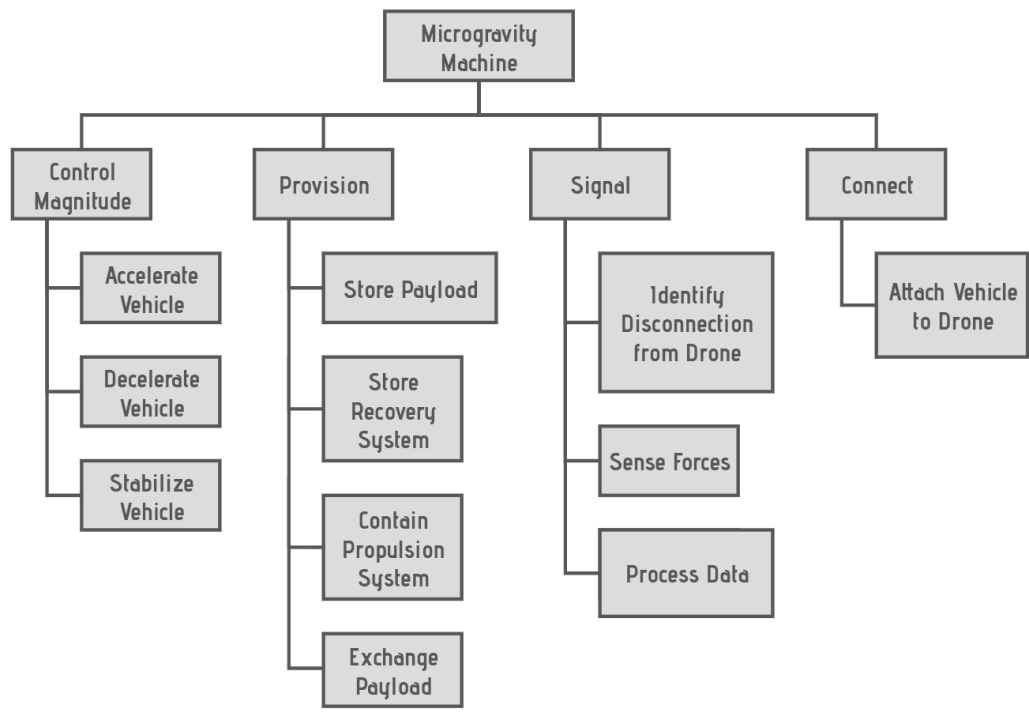 Microgravity
Machine
Control
Magnitude
Provision
Signal
Connect
Accelerate
Vehicle
Decelerate
Vehicle
Stabilize
Vehicle
Store Payload
Store
Recovery
System
Contain
Propulsion
System
Exchange
Payload
Identify
Disconnection
from Drone
Sense Forces
Process Data
Attach Vehicle
to Drone